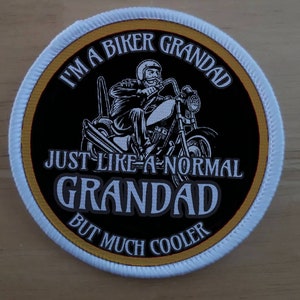 I'M A BIKER GRANDAD
JUST-LIKE-A-NORMAL
GRANDAD
BUT MUCH COOLER